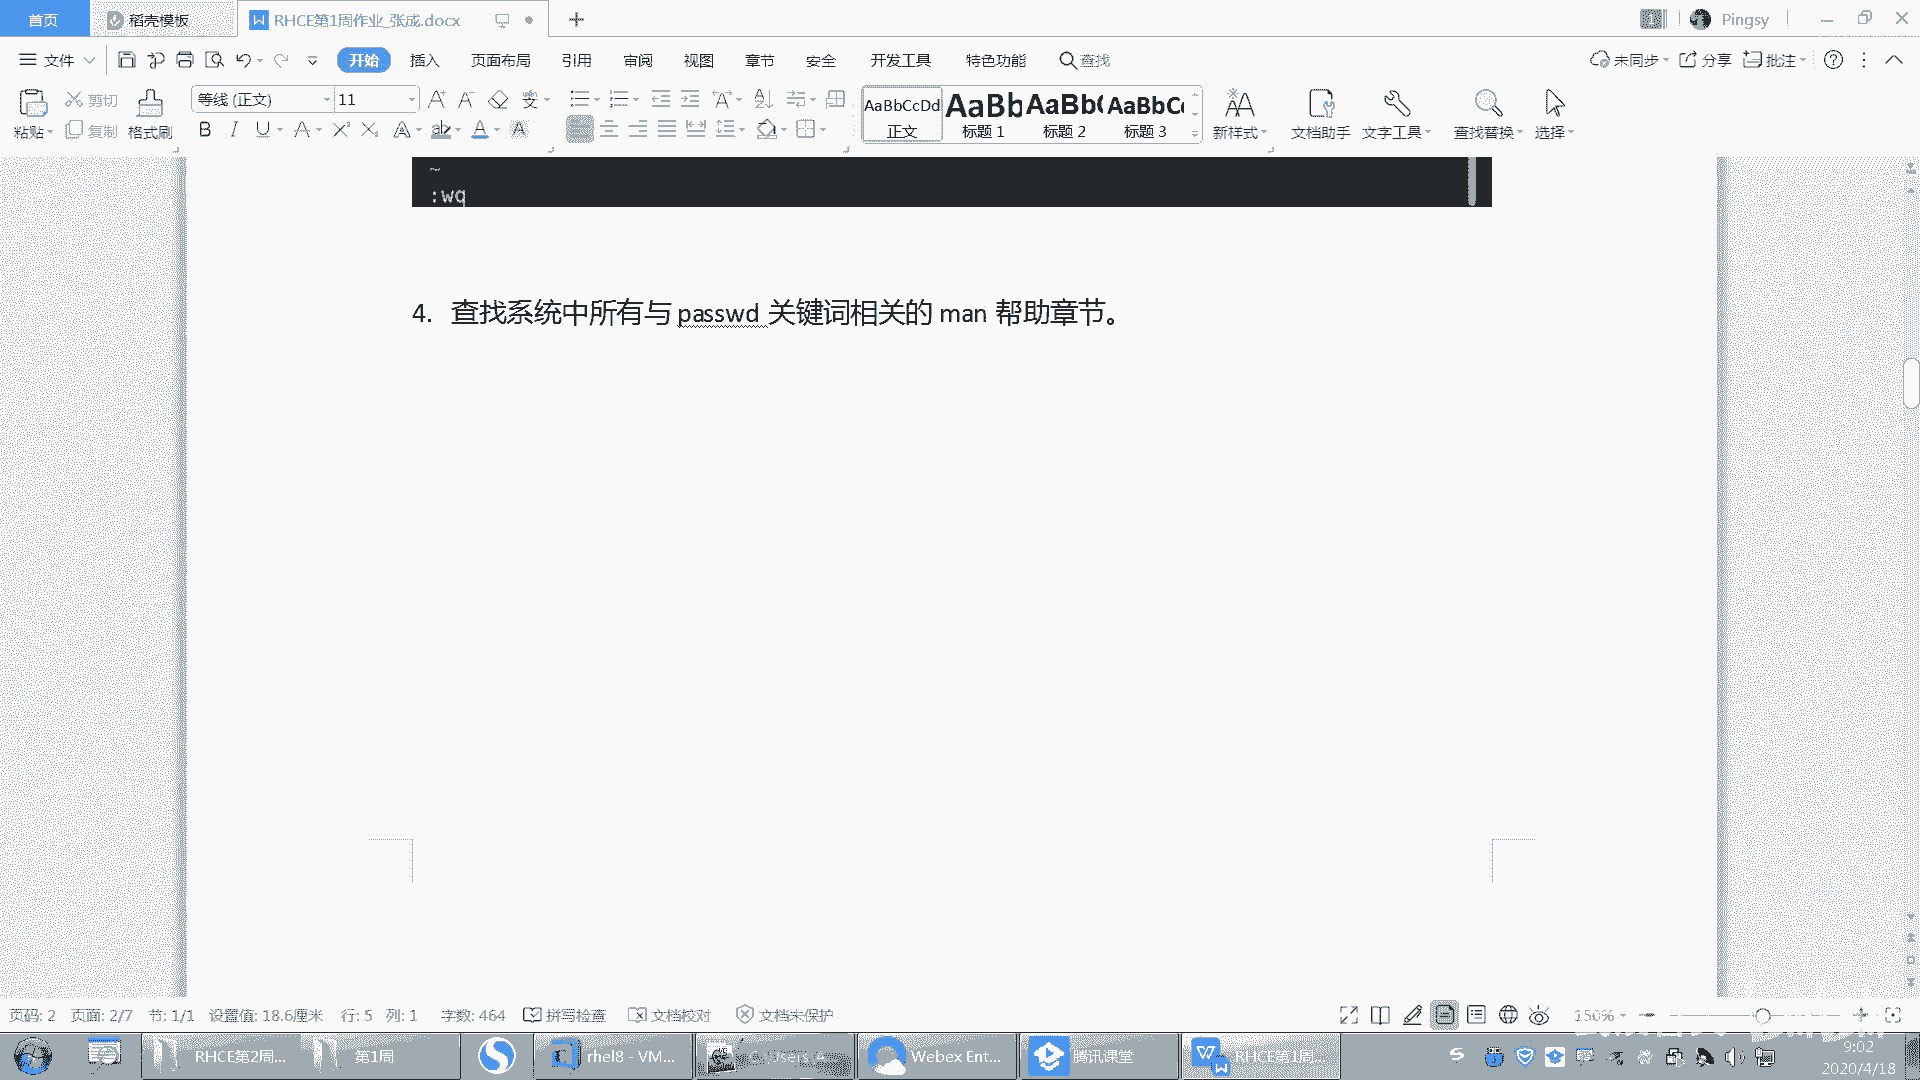 首页
稻壳模板
RHCE第1周作业_张成.docx
1
Pingsy
文件
开始
插入
页面布局
引用
审阅
视图
章节
安全
开发工具
特色功能
查找
未同步
分享
批注
粘贴
剪切
复制
格式刷
等线 (正文)
11
AaBbCcDd
正文
AaBb
标题 1
AaBb(
标题 2
AaBbC
标题 3
新样式
文档助手
文字工具
查找替换
选择
~
:wq
4. 查找系统中所有与 passwd 关键词相关的 man 帮助章节。
页码: 2
页面: 2/7
节: 1/1
设置值: 18.6厘米
行: 5
列: 1
字数: 464
拼写检查
文档校对
文档未保护
150%
RHCE第2周...
第1周
rhel8 - VM...
Webex Ent...
腾讯课堂
RHCE第1周...
9:02
2020/4/18